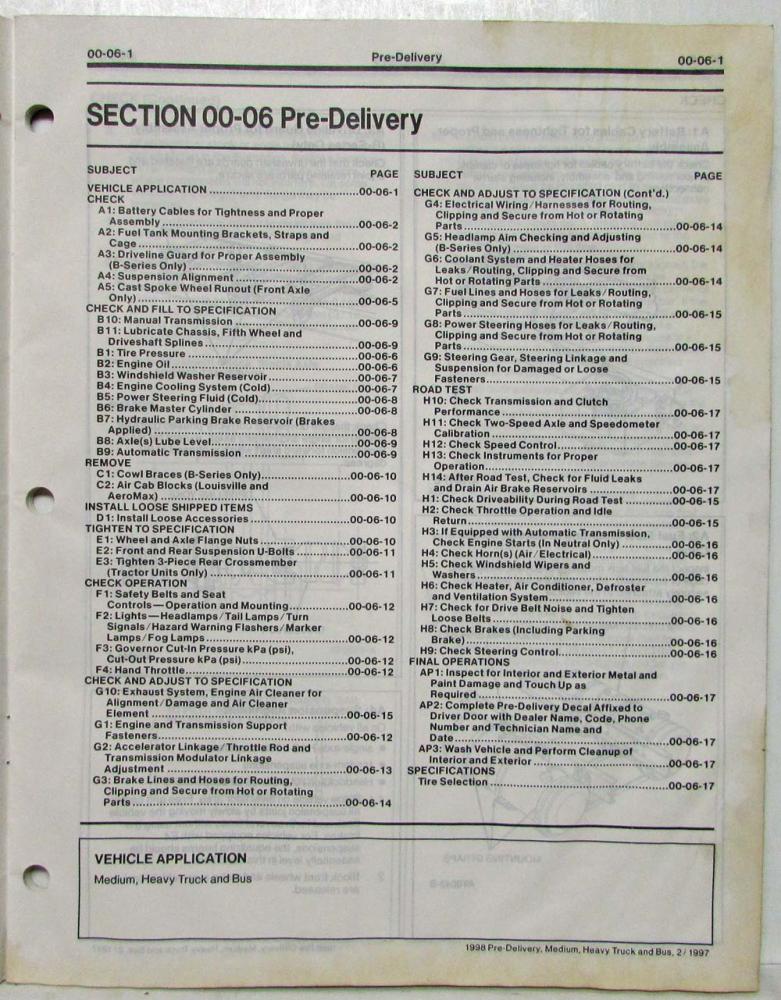 00-06-1 Pre-Delivery 00-06-1
SECTION 00-06 Pre-Delivery
SUBJECT PAGE
VEHICLE APPLICATION ........ 00-06-1
CHECK
A1: Battery Cables for Tightness and Proper
Assembly ........ 00-06-2
A2: Fuel Tank Mounting Brackets, Straps and
Cage ........ 00-06-2
A3: Driveline Guard for Proper Assembly
(B-Series Only) ........ 00-06-2
A4: Suspension Alignment ........ 00-06-2
A5: Cast Spoke Wheel Runout (Front Axle
Only) ........ 00-06-5
CHECK AND FILL TO SPECIFICATION
B10: Manual Transmission ........ 00-06-9
B11: Lubricate Chassis, Fifth Wheel and
Driveshaft Splines ........ 00-06-9
B1: Tire Pressure ........ 00-06-6
B2: Engine Oil ........ 00-06-6
B3: Windshield Washer Reservoir ........ 00-06-7
B4: Engine Cooling System (Cold) ........ 00-06-7
B5: Power Steering Fluid (Cold) ........ 00-06-8
B6: Brake Master Cylinder ........ 00-06-8
B7: Hydraulic Parking Brake Reservoir (Brakes
Applied) ........ 00-06-8
B8: Axle(s) Lube Level ........ 00-06-9
B9: Automatic Transmission ........ 00-06-9
REMOVE
C1: Cowl Braces (B-Series Only) ........ 00-06-10
C2: Air Cab Blocks (Louisville and
AeroMax) ........ 00-06-10
INSTALL LOOSE SHIPPED ITEMS
D1: Install Loose Accessories ........ 00-06-10
TIGHTEN TO SPECIFICATION
E1: Wheel and Axle Flange Nuts ........ 00-06-10
E2: Front and Rear Suspension U-Bolts ........ 00-06-11
E3: Tighten 3-Piece Rear Crossmember
(Tractor Units Only) ........ 00-06-11
CHECK OPERATION
F1: Safety Belts and Seat
Controls—Operation and Mounting ........ 00-06-12
F2: Lights—Headlamps/Tail Lamps/Turn
Signals/Hazard Warning Flashers/Marker
Lamps/Fog Lamps ........ 00-06-12
F3: Governor Cut-In Pressure kPa (psi),
Cut-Out Pressure kPa (psi) ........ 00-06-12
F4: Hand Throttle ........ 00-06-12
CHECK AND ADJUST TO SPECIFICATION
G10: Exhaust System, Engine Air Cleaner for
Alignment/Damage and Air Cleaner
Element ........ 00-06-15
G1: Engine and Transmission Support
Fasteners ........ 00-06-12
G2: Accelerator Linkage/Throttle Rod and
Transmission Modulator Linkage
Adjustment ........ 00-06-13
G3: Brake Lines and Hoses for Routing,
Clipping and Secure from Hot or Rotating
Parts ........ 00-06-14
SUBJECT PAGE
CHECK AND ADJUST TO SPECIFICATION (Cont'd.)
G4: Electrical Wiring/Harnesses for Routing,
Clipping and Secure from Hot or Rotating
Parts ........ 00-06-14
G5: Headlamp Aim Checking and Adjusting
(B-Series Only) ........ 00-06-14
G6: Coolant System and Heater Hoses for
Leaks/Routing, Clipping and Secure from
Hot or Rotating Parts ........ 00-06-14
G7: Fuel Lines and Hoses for Leaks/Routing,
Clipping and Secure from Hot or Rotating
Parts ........ 00-06-15
G8: Power Steering Hoses for Leaks/Routing,
Clipping and Secure from Hot or Rotating
Parts ........ 00-06-15
G9: Steering Gear, Steering Linkage and
Suspension for Damaged or Loose
Fasteners ........ 00-06-15
ROAD TEST
H10: Check Transmission and Clutch
Performance ........ 00-06-17
H11: Check Two-Speed Axle and Speedometer
Calibration ........ 00-06-17
H12: Check Speed Control ........ 00-06-17
H13: Check Instruments for Proper
Operation ........ 00-06-17
H14: After Road Test, Check for Fluid Leaks
and Drain Air Brake Reservoirs ........ 00-06-17
H1: Check Driveability During Road Test ........ 00-06-15
H2: Check Throttle Operation and Idle
Return ........ 00-06-15
H3: If Equipped with Automatic Transmission,
Check Engine Starts (In Neutral Only) ........ 00-06-16
H4: Check Horn(s) (Air/Electrical) ........ 00-06-16
H5: Check Windshield Wipers and
Washers ........ 00-06-16
H6: Check Heater, Air Conditioner, Defroster
and Ventilation System ........ 00-06-16
H7: Check for Drive Belt Noise and Tighten
Loose Belts ........ 00-06-16
H8: Check Brakes (Including Parking
Brake) ........ 00-06-16
H9: Check Steering Control ........ 00-06-16
FINAL OPERATIONS
AP1: Inspect for Interior and Exterior Metal and
Paint Damage and Touch Up as
Required ........ 00-06-17
AP2: Complete Pre-Delivery Decal Affixed to
Driver Door with Dealer Name, Code, Phone
Number and Technician Name and
Date ........ 00-06-17
AP3: Wash Vehicle and Perform Cleanup of
Interior and Exterior ........ 00-06-17
SPECIFICATIONS
Tire Selection ........ 00-06-17
VEHICLE APPLICATION
Medium, Heavy Truck and Bus
1998 Pre-Delivery, Medium, Heavy Truck and Bus, 2/1997